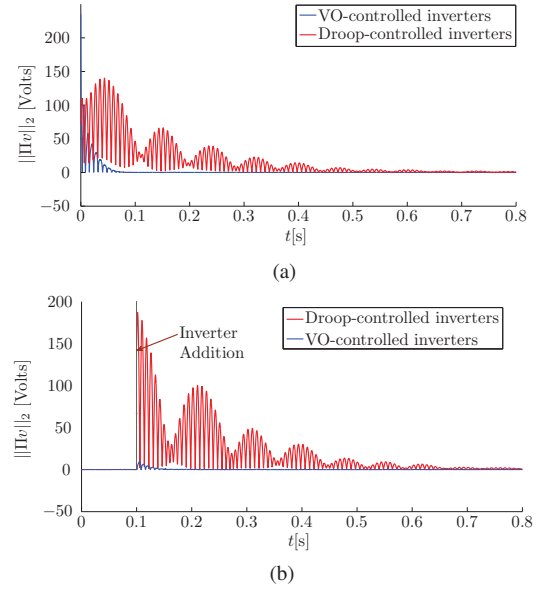 VO-controlled inverters
Droop-controlled inverters
||Πv||₂ [Volts]
200
150
100
50
0
−50
0 0.1 0.2 0.3 0.4 0.5 0.6 0.7 0.8
t[s]
(a)
Droop-controlled inverters
VO-controlled inverters
Inverter
Addition
||Πv||₂ [Volts]
200
150
100
50
0
−50
0 0.1 0.2 0.3 0.4 0.5 0.6 0.7 0.8
t[s]
(b)